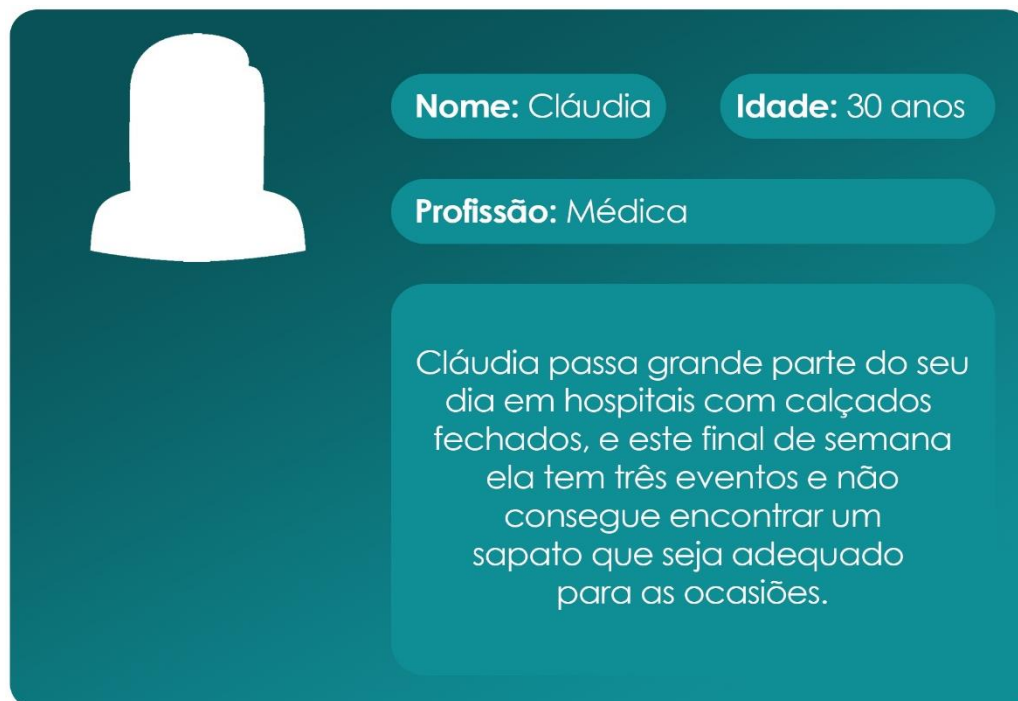 Nome: Cláudia
Idade: 30 anos
Profissão: Médica
Cláudia passa grande parte do seu
dia em hospitais com calçados
fechados, e este final de semana
ela tem três eventos e não
consegue encontrar um
sapato que seja adequado
para as ocasiões.